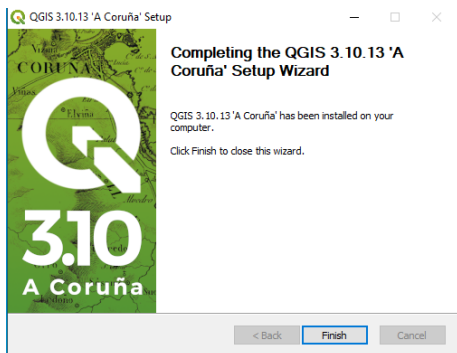 QGIS 3.10.13 'A Coruña' Setup
CORUNA
Elvina
3.10
A Coruña
Completing the QGIS 3.10.13 'A
Coruña' Setup Wizard
QGIS 3.10.13 'A Coruña' has been installed on your
computer.
Click Finish to close this wizard.
< Back
Finish
Cancel